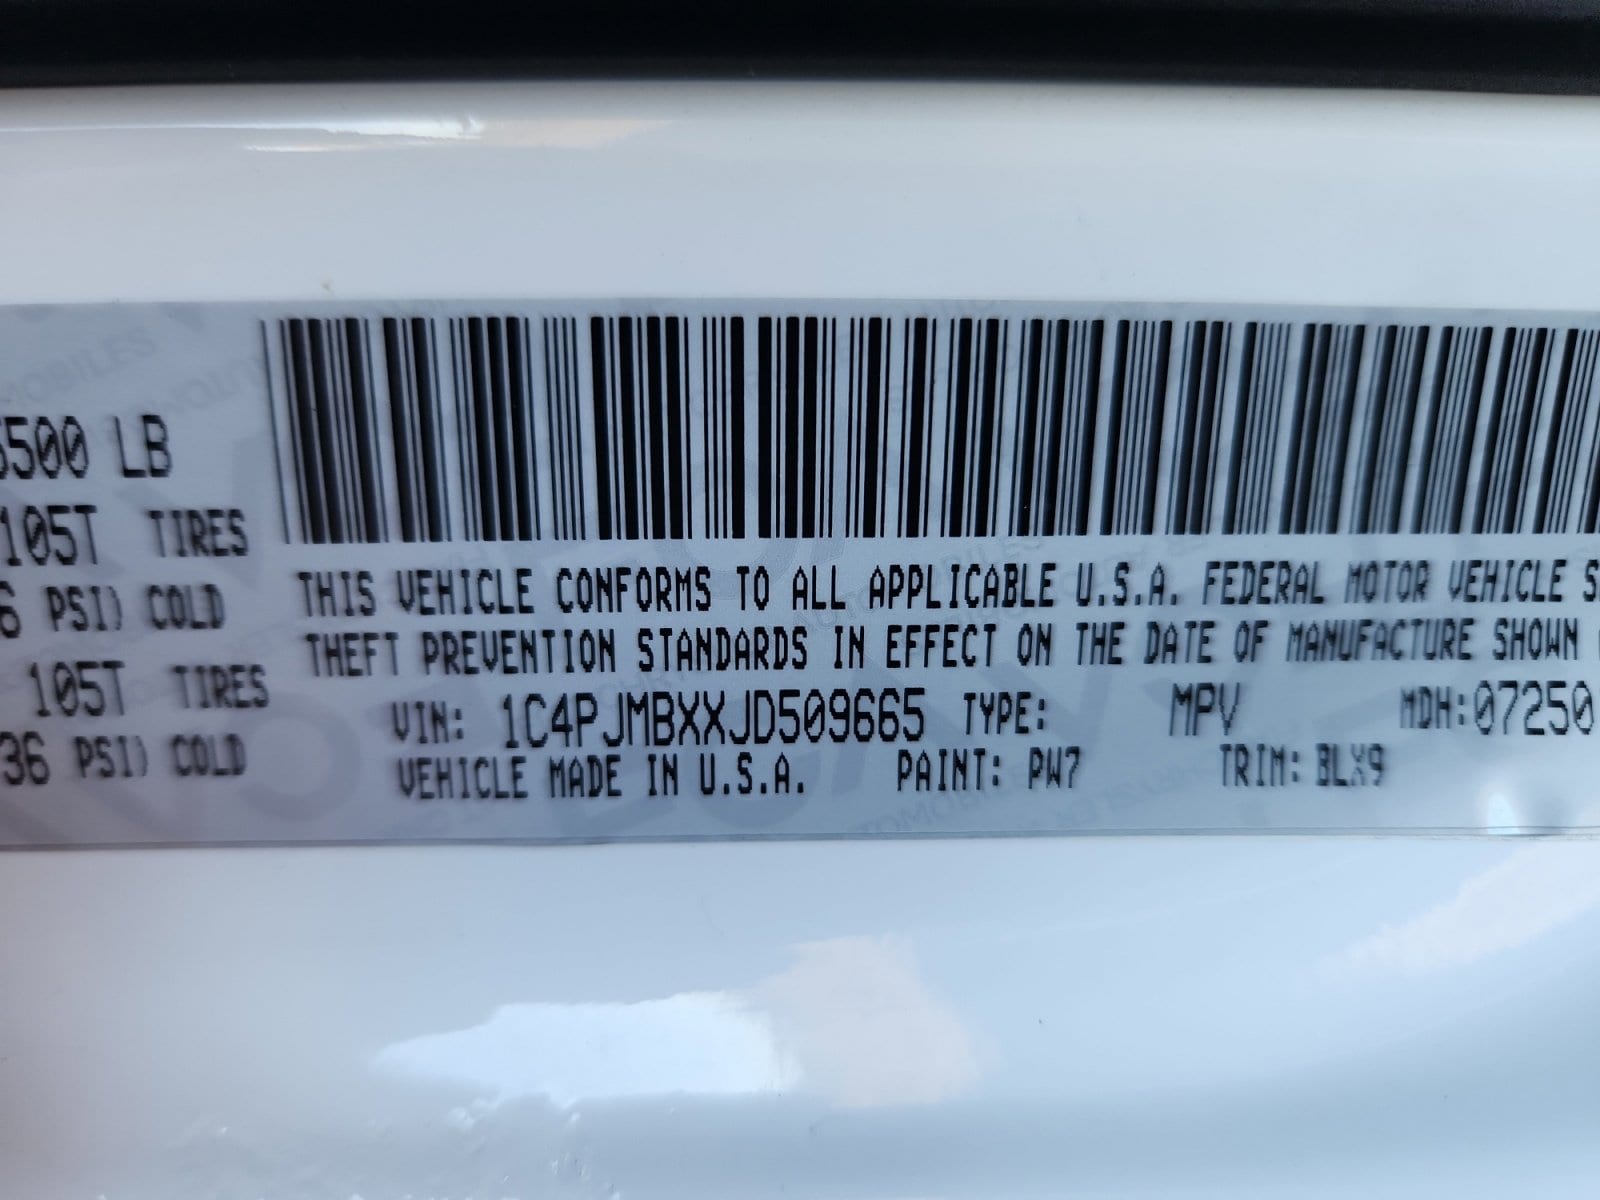 500 LB
105T TIRES
6 PSI) COLD
105T TIRES
36 PSI) COLD
THIS VEHICLE CONFORMS TO ALL APPLICABLE U.S.A. FEDERAL MOTOR VEHICLE S
THEFT PREVENTION STANDARDS IN EFFECT ON THE DATE OF MANUFACTURE SHOWN
VIN: 1C4PJMBXXJD509665 TYPE: MPV MDH:07250
VEHICLE MADE IN U.S.A. PAINT: PW7 TRIM: BLX9